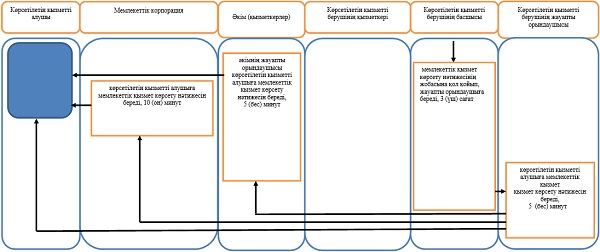 Көрсетілетін қызметті
алушы
Мемлекеттік корпорация
Әкім (қызметкерлер)
Көрсетілетін қызметті
берушінің қызметкері
Көрсетілетін қызметті
берушінің басшысы
Көрсетілетін қызметті
берушінің жауапты
орындаушысы
көрсетілетін қызметті алушыға
мемлекеттік қызмет көрсету нәтижесін
береді, 10 (он) минут
әкімнің жауапты
орындаушысы
көрсетілетін қызметті
алушыға мемлекеттік
қызмет көрсету
нәтижесін береді,
5 (бес) минут
мемлекеттік қызмет
көрсету нәтижесінің
жобасына қол қойып,
жауапты орындаушыға
береді, 3 (үш) сағат
көрсетілетін қызметті
алушыға мемлекеттік
қызмет
қызмет көрсету нәтижесін
береді,
5 (бес) минут